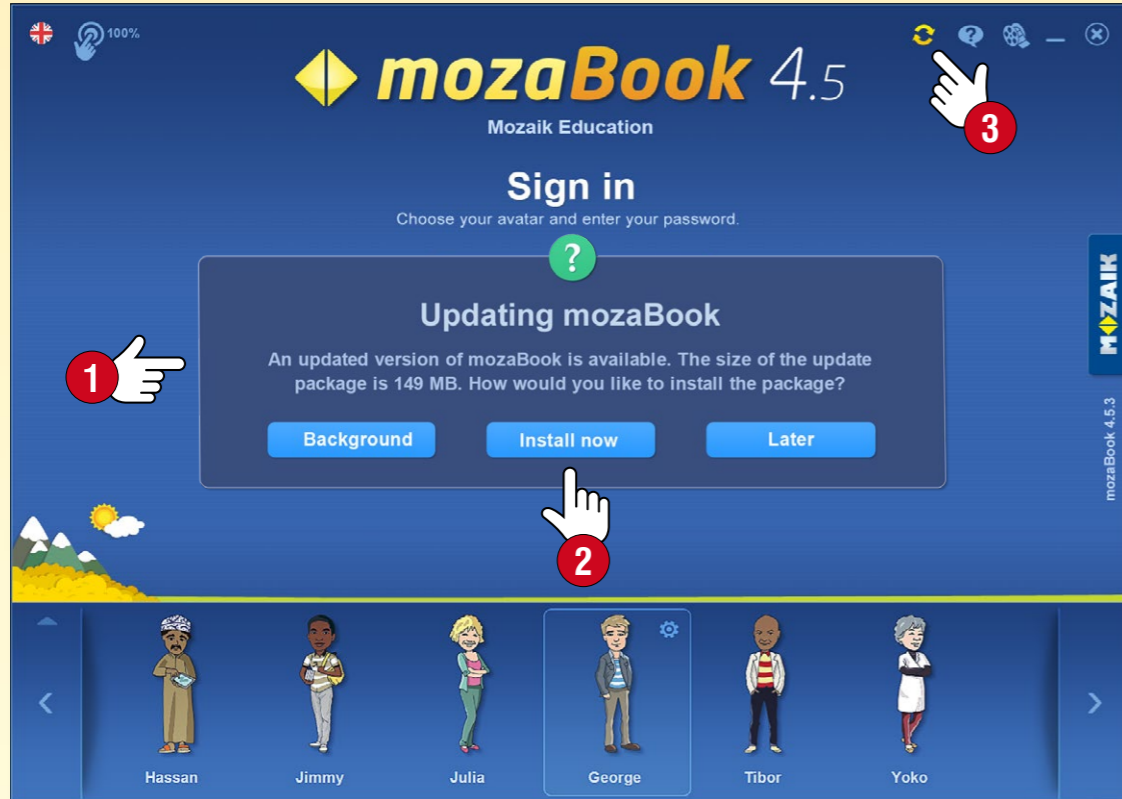 100%
mozaBook 4.5
Mozaik Education
3
Sign in
Choose your avatar and enter your password.
?
Updating mozaBook
An updated version of mozaBook is available. The size of the update
package is 149 MB. How would you like to install the package?
1
Background
Install now
Later
2
MOZAIK
mozaBook 4.5.3
Hassan
Jimmy
Julia
George
Tibor
Yoko